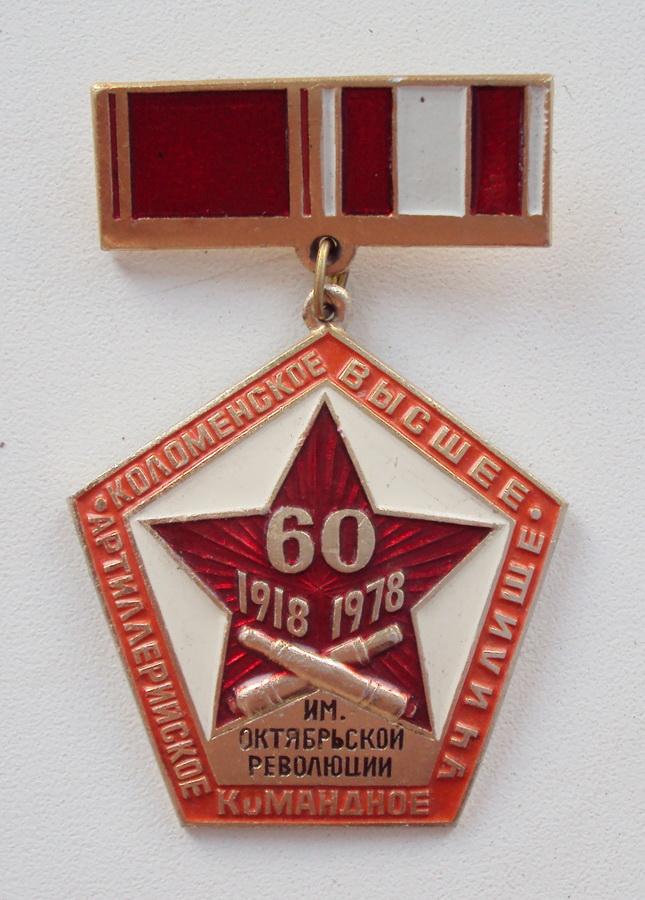 КОЛОМЕНСКОЕ
ВЫСШЕЕ
АРТИЛЛЕРИЙСКОЕ
КОМАНДНОЕ
УЧИЛИЩЕ
60
1918 1978
ИМ.
ОКТЯБРЬСКОЙ
РЕВОЛЮЦИИ